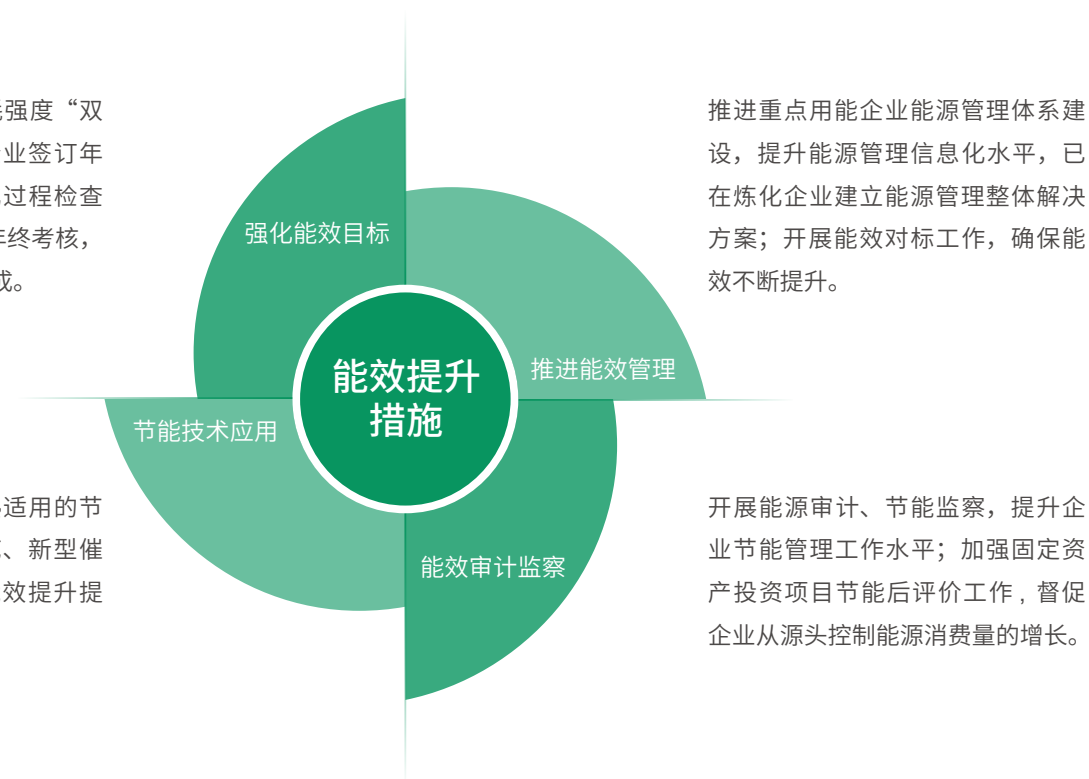 强度“双
业签订年
过程检查
终考核，
成。
强化能效目标
推进重点用能企业能源管理体系建
设，提升能源管理信息化水平，已
在炼化企业建立能源管理整体解决
方案；开展能效对标工作，确保能
效不断提升。
推进能效管理
能效提升
措施
节能技术应用
适用的节
、新型催
效提升提
能效审计监察
开展能源审计、节能监察，提升企
业节能管理工作水平；加强固定资
产投资项目节能后评价工作，督促
企业从源头控制能源消费量的增长。